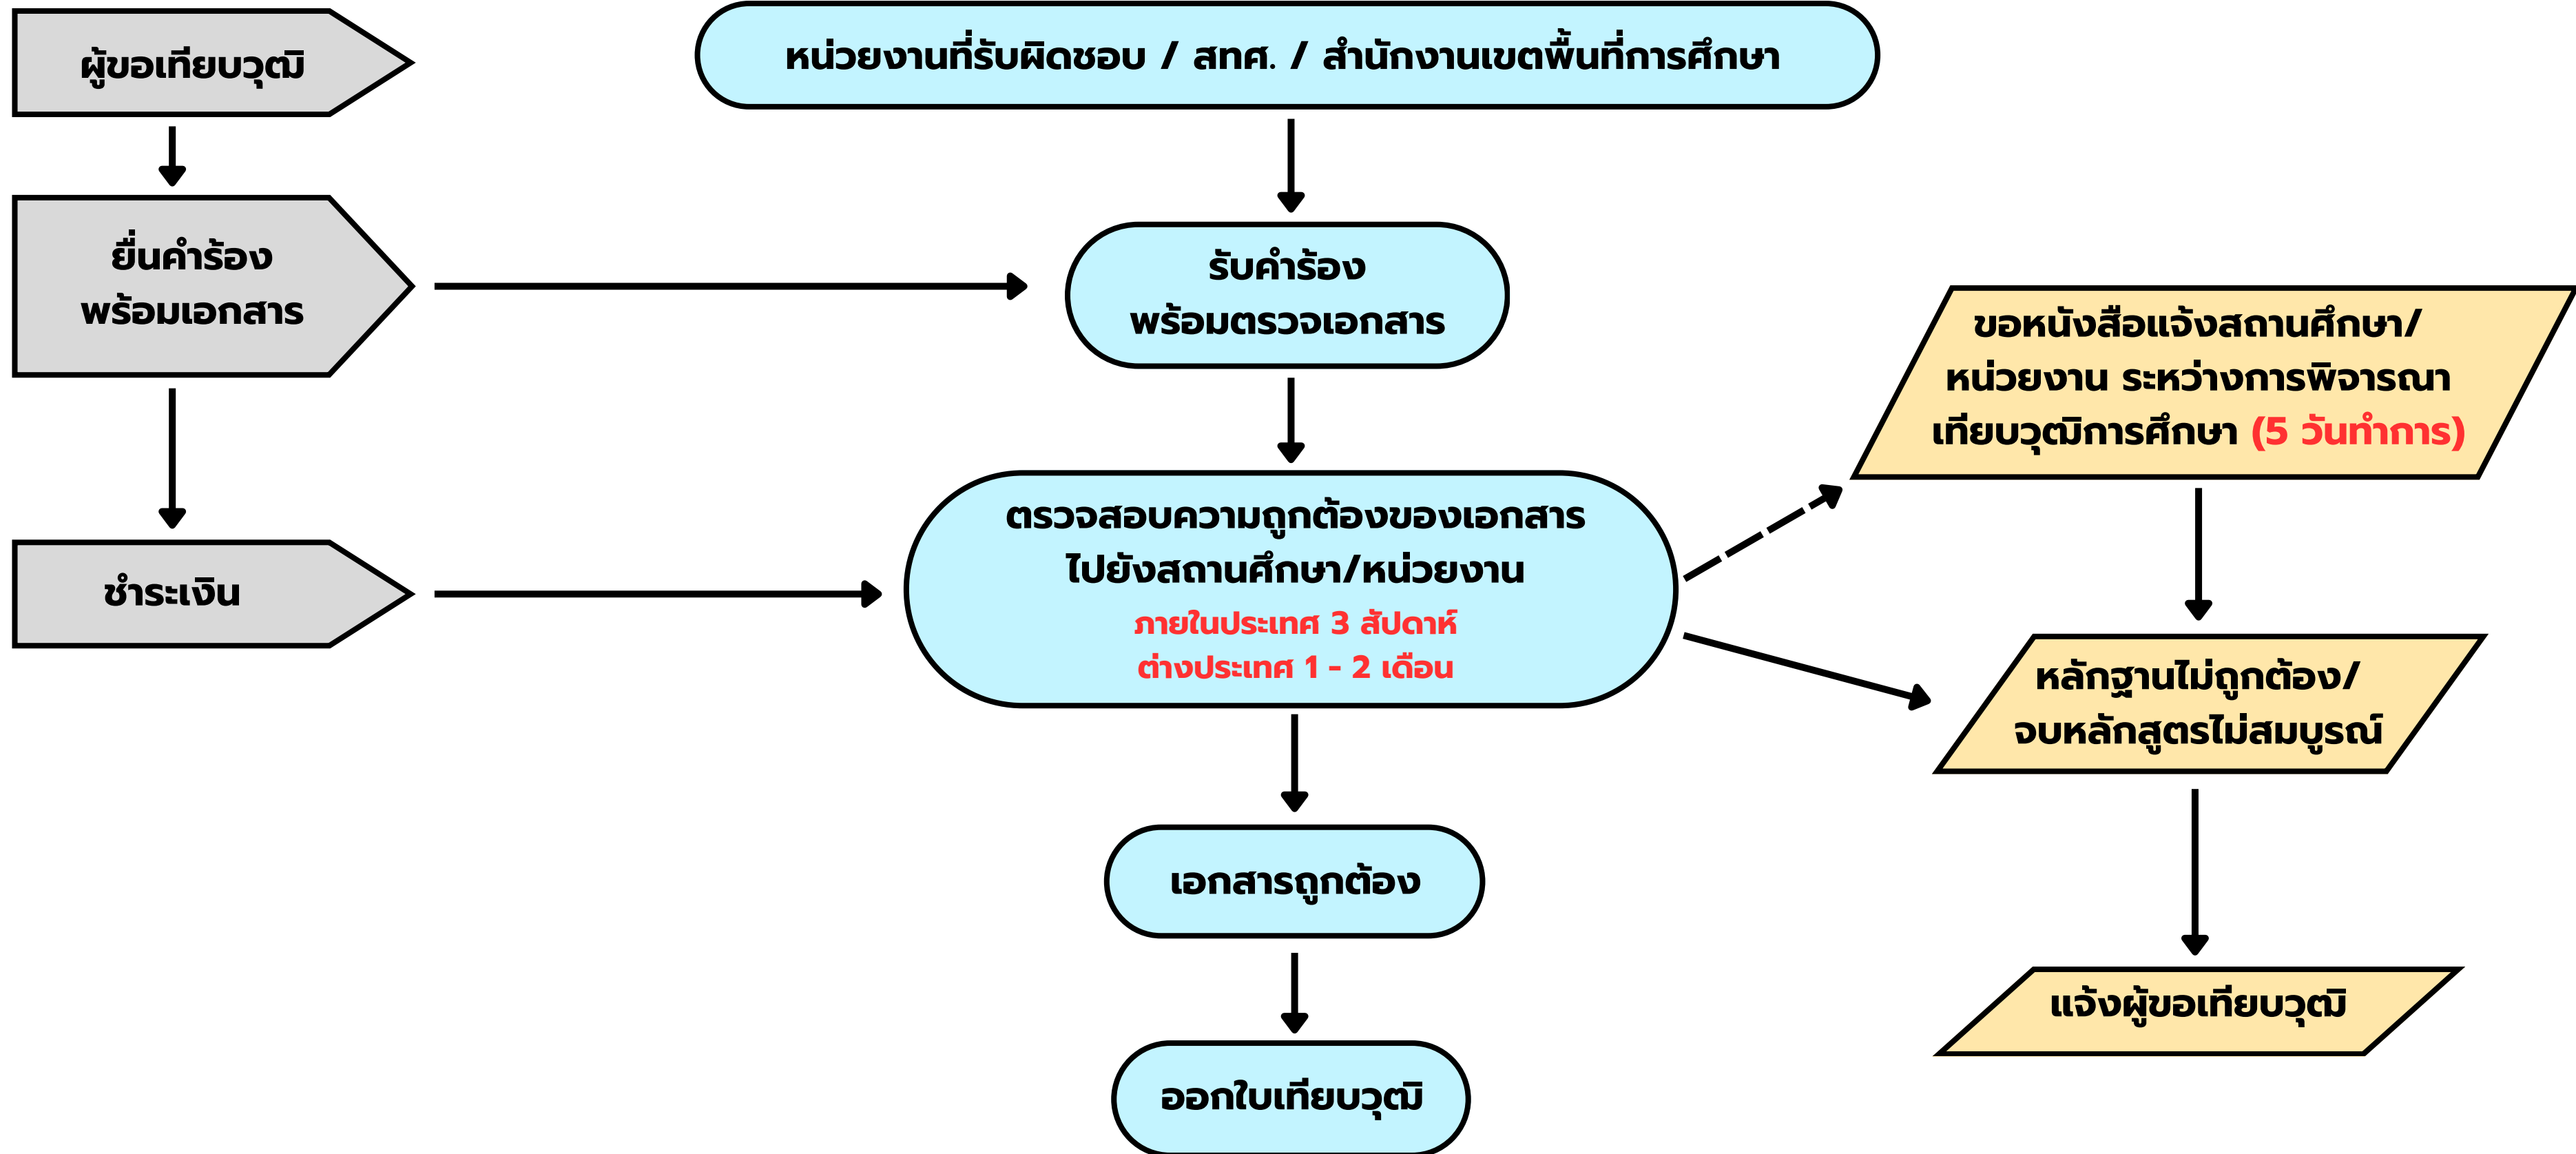 ผู้ขอเทียบวุฒิ
หน่วยงานที่รับผิดชอบ / สทศ. / สำนักงานเขตพื้นที่การศึกษา
ยื่นคำร้อง
พร้อมเอกสาร
รับคำร้อง
พร้อมตรวจเอกสาร
ขอหนังสือแจ้งสถานศึกษา/
หน่วยงาน ระหว่างการพิจารณา
เทียบวุฒิการศึกษา (5 วันทำการ)
ชำระเงิน
ตรวจสอบความถูกต้องของเอกสาร
ไปยังสถานศึกษา/หน่วยงาน
ภายในประเทศ 3 สัปดาห์
ต่างประเทศ 1 - 2 เดือน
หลักฐานไม่ถูกต้อง/
จบหลักสูตรไม่สมบูรณ์
เอกสารถูกต้อง
แจ้งผู้ขอเทียบวุฒิ
ออกใบเทียบวุฒิ